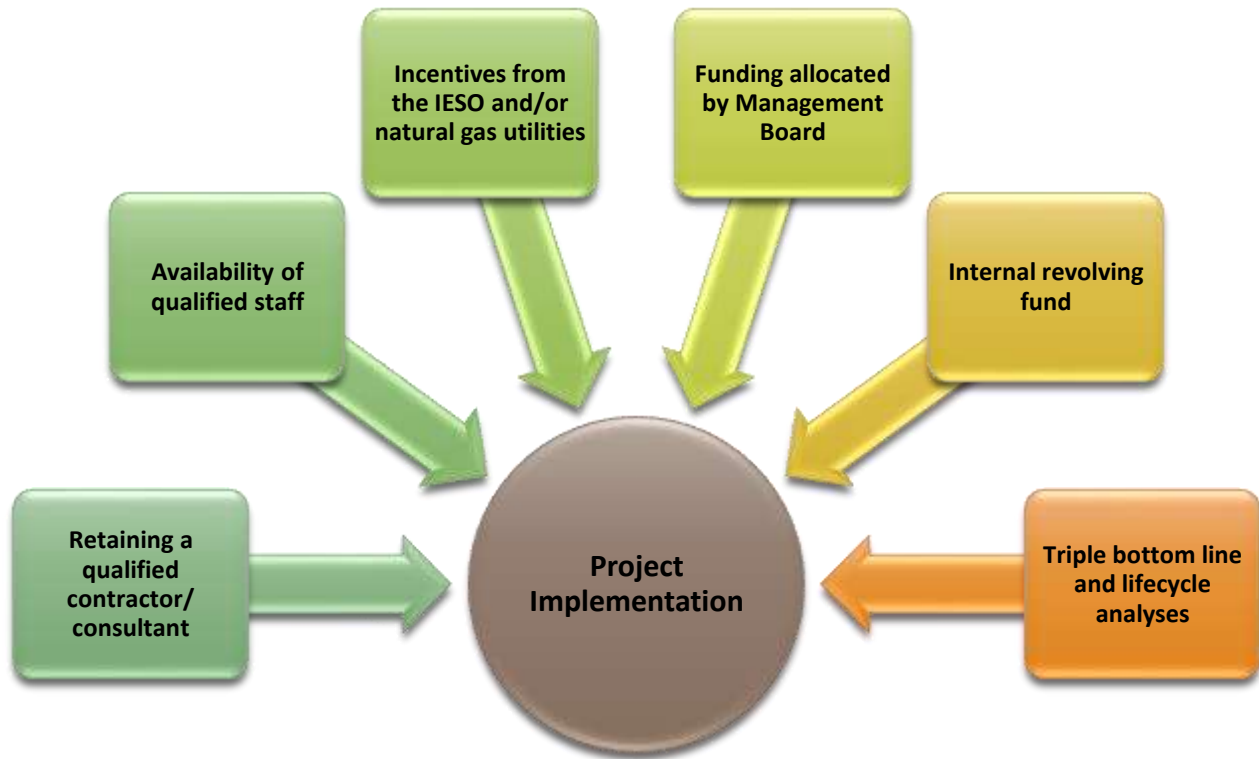 Incentives from
the IESO and/or
natural gas utilities
Funding allocated
by Management
Board
Availability of
qualified staff
Internal revolving
fund
Retaining a
qualified
contractor/
consultant
Project
Implementation
Triple bottom line
and lifecycle
analyses